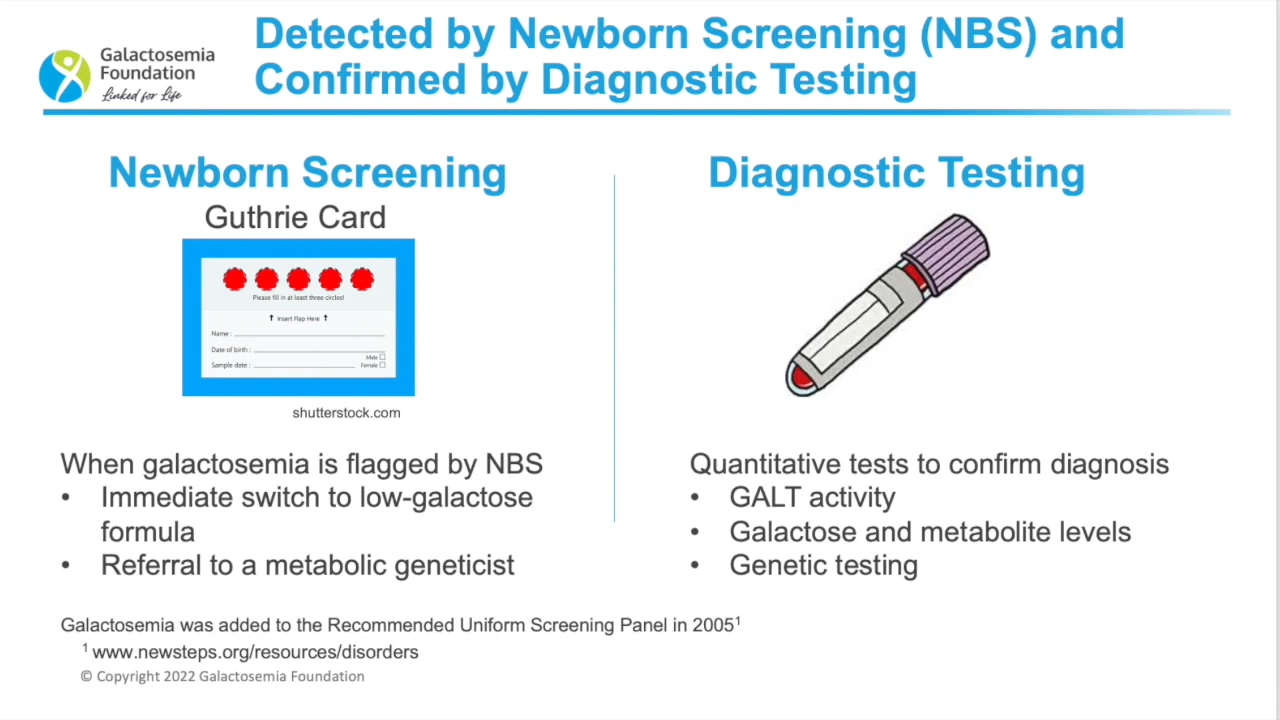 Galactosemia
Foundation
Linked for Life
Detected by Newborn Screening (NBS) and
Confirmed by Diagnostic Testing
Newborn Screening
Guthrie Card
Please fill in at least three circled
↑ Insert Flap Here ↑
Name :
Date of birth :
Male
Sample date :
Female
shutterstock.com
When galactosemia is flagged by NBS
• Immediate switch to low-galactose
formula
• Referral to a metabolic geneticist
Diagnostic Testing
Quantitative tests to confirm diagnosis
• GALT activity
• Galactose and metabolite levels
• Genetic testing
Galactosemia was added to the Recommended Uniform Screening Panel in 2005¹
¹ www.newsteps.org/resources/disorders
© Copyright 2022 Galactosemia Foundation